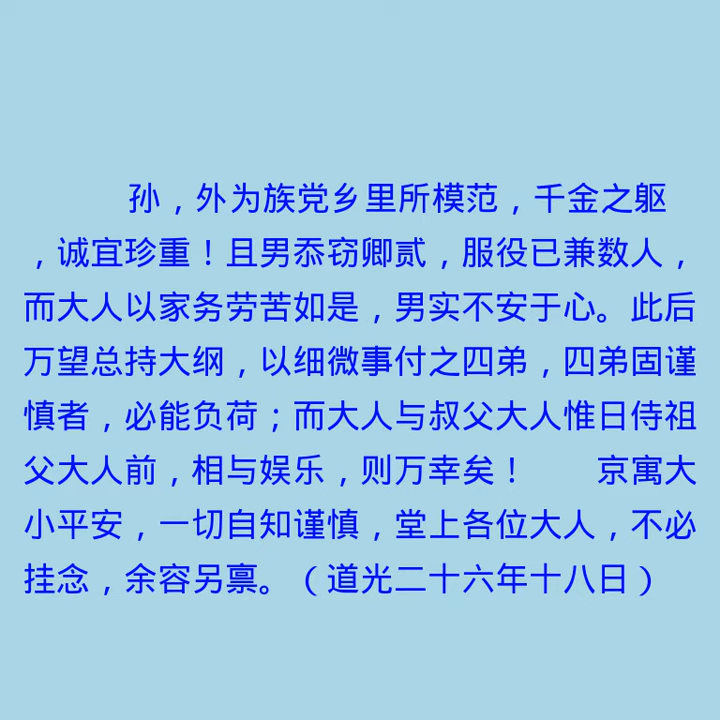 孙，外为族党乡里所模范，千金之躯
，诚宜珍重！且男忝窃卿贰，服役已兼数人，
而大人以家务劳苦如是，男实不安于心。此后
万望总持大纲，以细微事付之四弟，四弟固谨
慎者，必能负荷；而大人与叔父大人惟日侍祖
父大人前，相与娱乐，则万幸矣！　　京寓大
小平安，一切自知谨慎，堂上各位大人，不必
挂念，余容另禀。（道光二十六年十八日）